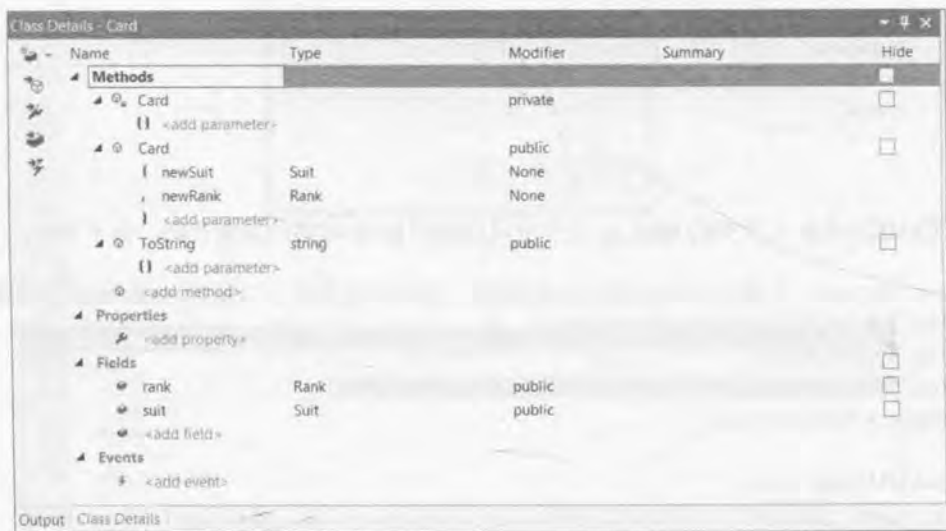 Class Details - Card
Name Type Modifier Summary Hide
Methods
Card private
() <add parameter>
Card public
( newSuit Suit None
, newRank Rank None
) <add parameter>
ToString string public
() <add parameter>
<add method>
Properties
<add property>
Fields
rank Rank public
suit Suit public
<add field>
Events
<add event>
Output Class Details